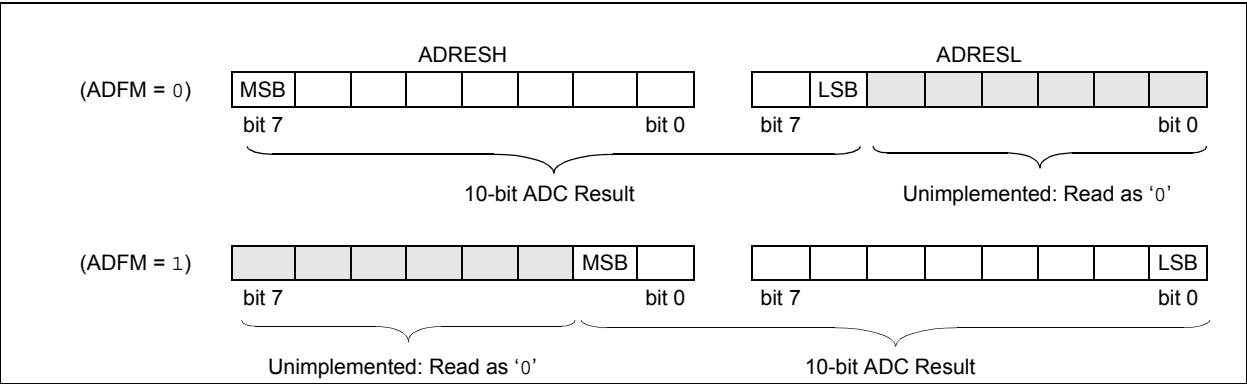 ADRESH ADRESL
(ADFM = 0) MSB LSB
bit 7 bit 0 bit 7 bit 0
10-bit ADC Result Unimplemented: Read as ‘0’
(ADFM = 1) MSB LSB
bit 7 bit 0 bit 7 bit 0
Unimplemented: Read as ‘0’ 10-bit ADC Result